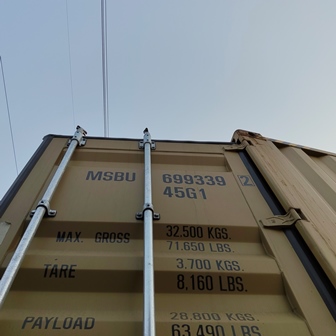 MSBU 699339 2
45G1
MAX. GROSS 32,500 KGS.
71,650 LBS.
TARE 3,700 KGS.
8,160 LBS.
PAYLOAD 28,800 KGS.
63,490 LBS